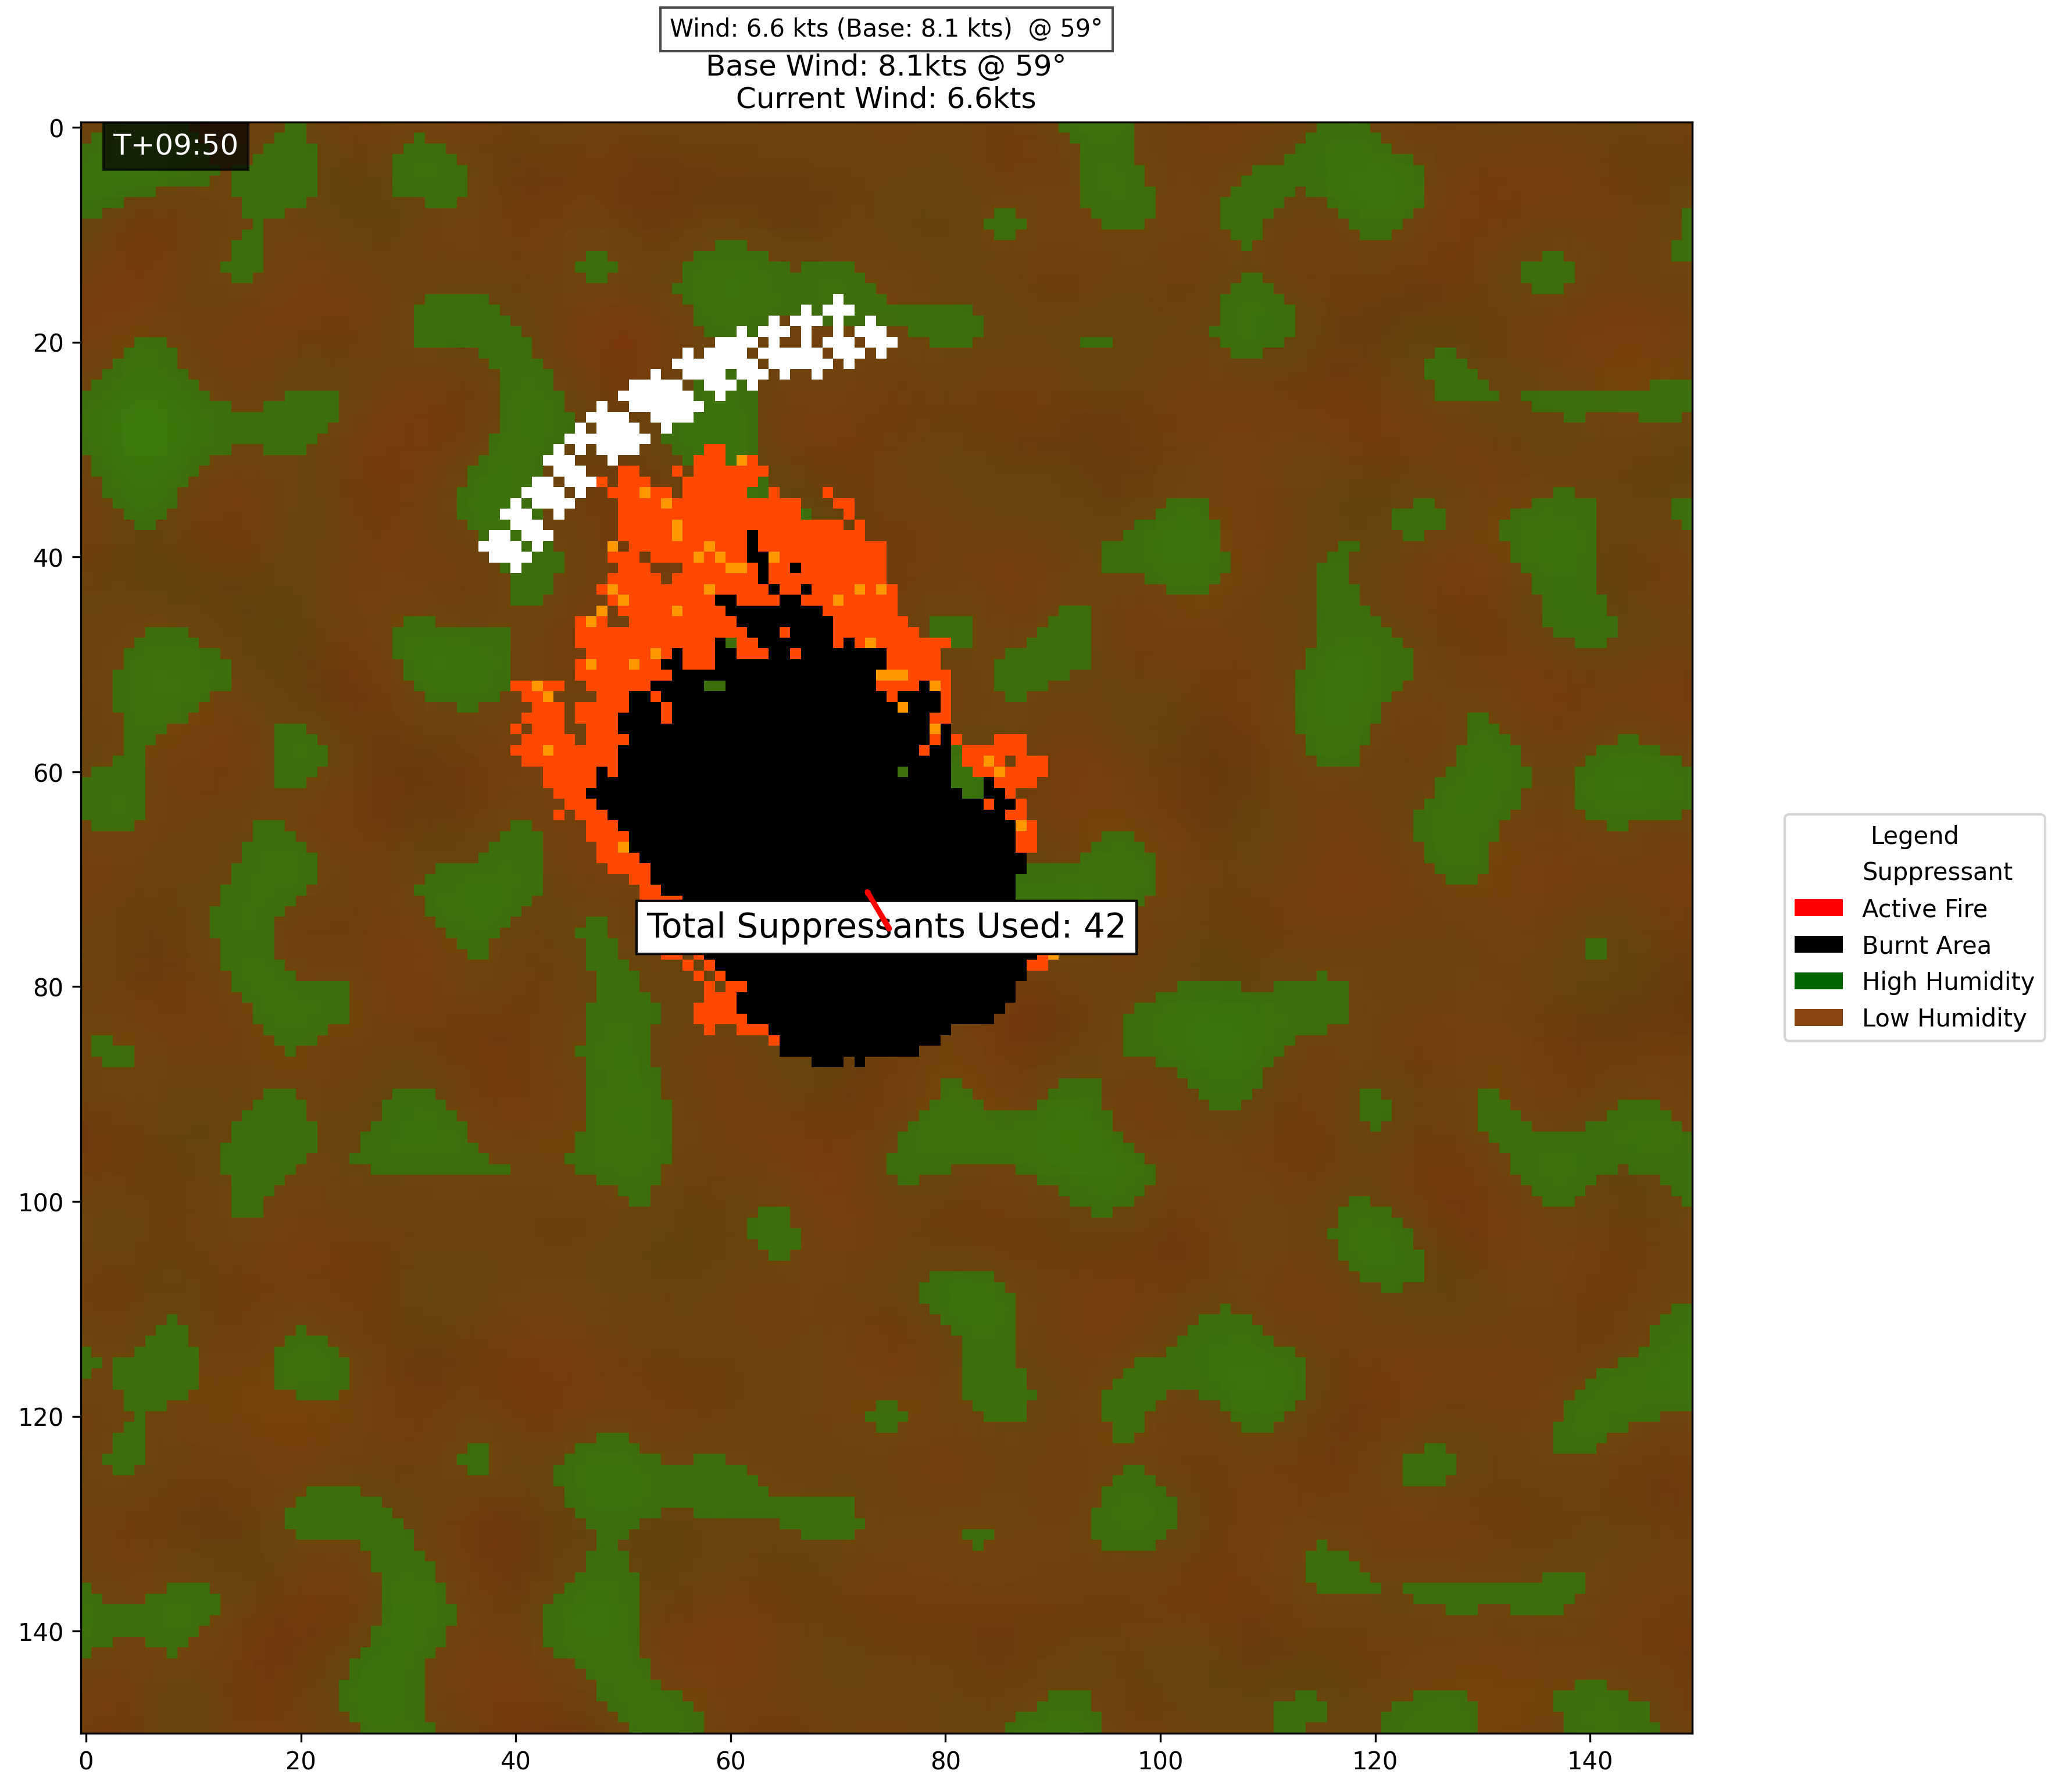 Wind: 6.6 kts (Base: 8.1 kts)  @ 59°
Base Wind: 8.1kts @ 59°
Current Wind: 6.6kts
T+09:50
0
20
40
60
80
100
120
140
Total Suppressants Used: 42
Legend
Suppressant
Active Fire
Burnt Area
High Humidity
Low Humidity
0 20 40 60 80 100 120 140